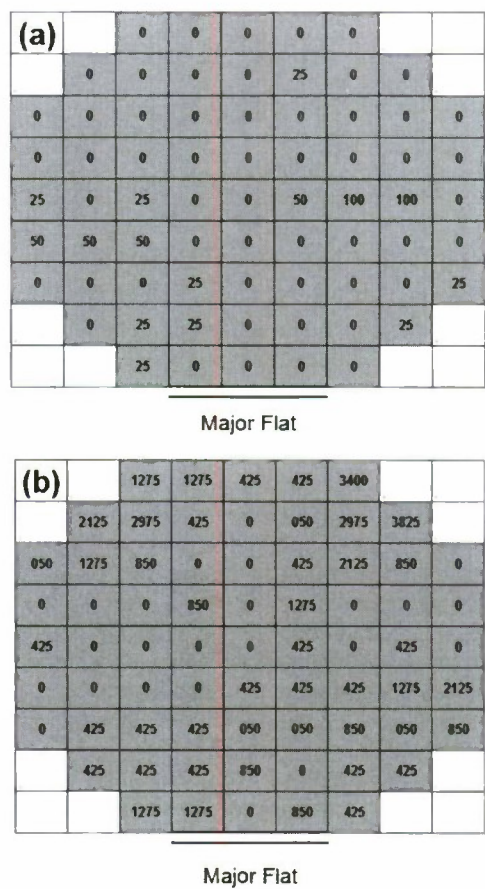 (a)
0 0 0 0 0
0 0 0 0 25 0 0
0 0 0 0 0 0 0 0 0
0 0 0 0 0 0 0 0 0
25 0 25 0 0 50 100 100 0
50 50 50 0 0 0 0 0 0
0 0 0 25 0 0 0 0 25
0 25 25 0 0 0 25
25 0 0 0 0
Major Flat
(b)
1275 1275 425 425 3400
2125 2975 425 0 050 2975 3825
050 1275 850 0 0 425 2125 850 0
0 0 0 850 0 1275 0 0 0
425 0 0 0 0 425 0 425 0
0 0 0 0 425 425 425 1275 2125
0 425 425 425 050 050 850 050 850
425 425 425 850 0 425 425
1275 1275 0 850 425
Major Flat